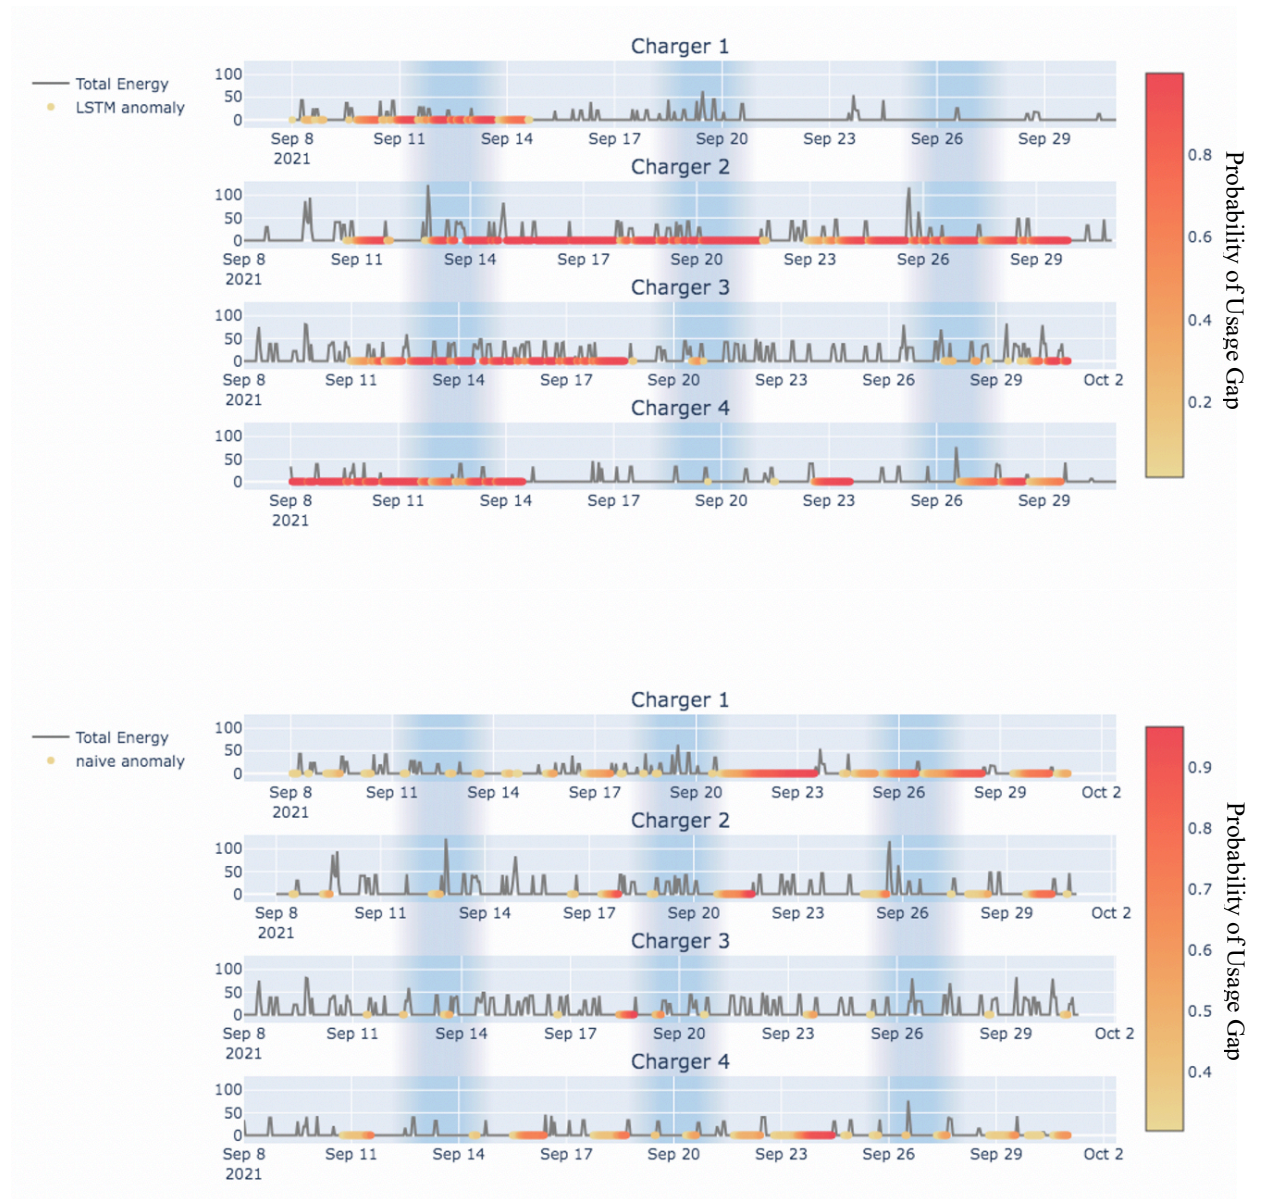 Charger 1
Total Energy
LSTM anomaly
100
50
0
Sep 8 Sep 11 Sep 14 Sep 17 Sep 20 Sep 23 Sep 26 Sep 29
2021
Charger 2
100
50
0
Sep 8 Sep 11 Sep 14 Sep 17 Sep 20 Sep 23 Sep 26 Sep 29
2021
Charger 3
100
50
0
Sep 8 Sep 11 Sep 14 Sep 17 Sep 20 Sep 23 Sep 26 Sep 29 Oct 2
2021
Charger 4
100
50
0
Sep 8 Sep 11 Sep 14 Sep 17 Sep 20 Sep 23 Sep 26 Sep 29
2021
0.8
0.6
0.4
0.2
Probability of Usage Gap
Charger 1
Total Energy
naive anomaly
100
50
0
Sep 8 Sep 11 Sep 14 Sep 17 Sep 20 Sep 23 Sep 26 Sep 29 Oct 2
2021
Charger 2
100
50
0
Sep 8 Sep 11 Sep 14 Sep 17 Sep 20 Sep 23 Sep 26 Sep 29 Oct 2
2021
Charger 3
100
50
0
Sep 8 Sep 11 Sep 14 Sep 17 Sep 20 Sep 23 Sep 26 Sep 29 Oct 2
2021
Charger 4
100
50
0
Sep 8 Sep 11 Sep 14 Sep 17 Sep 20 Sep 23 Sep 26 Sep 29 Oct 2
2021
0.9
0.8
0.7
0.6
0.5
0.4
Probability of Usage Gap